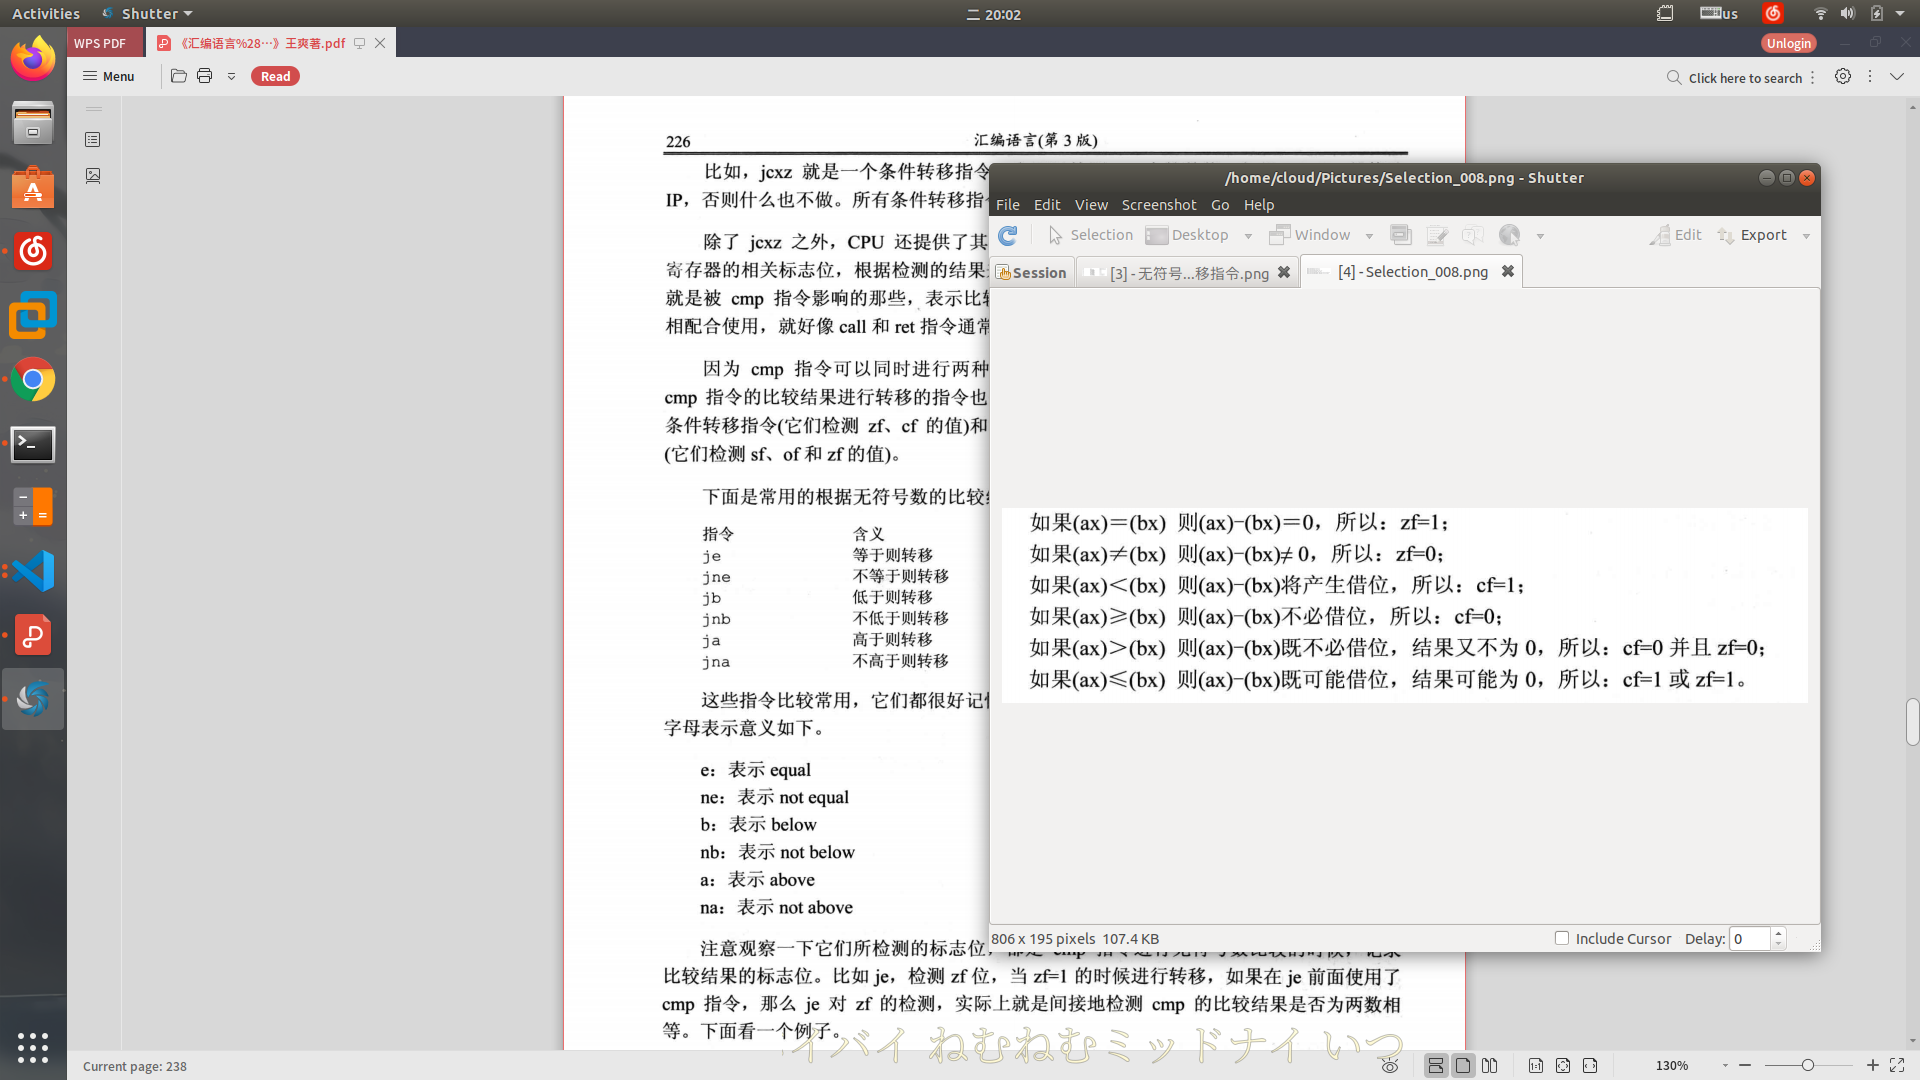 Activities
Shutter
二 20:02
us
WPS PDF
《汇编语言%28···》王爽著.pdf
Unlogin
Menu
Read
Click here to search
226
汇编语言(第 3 版)
比如，jcxz 就是一个条件转移指令
IP，否则什么也不做。所有条件转移指令
除了 jcxz 之外，CPU 还提供了其
寄存器的相关标志位，根据检测的结果
就是被 cmp 指令影响的那些，表示比
相配合使用，就好像 call 和 ret 指令通常
因为 cmp 指令可以同时进行两种
cmp 指令的比较结果进行转移的指令也
条件转移指令(它们检测 zf、cf 的值)和
(它们检测 sf、of 和 zf 的值)。
下面是常用的根据无符号数的比较
指令 含义
je 等于则转移
jne 不等于则转移
jb 低于则转移
jnb 不低于则转移
ja 高于则转移
jna 不高于则转移
这些指令比较常用，它们都很好记
字母表示意义如下。
e：表示 equal
ne：表示 not equal
b：表示 below
nb：表示 not below
a：表示 above
na：表示 not above
注意观察一下它们所检测的标志位，都是 cmp 指令进行无符号数比较的时候，记录
比较结果的标志位。比如 je，检测 zf 位，当 zf=1 的时候进行转移，如果在 je 前面使用了
cmp 指令，那么 je 对 zf 的检测，实际上就是间接地检测 cmp 的比较结果是否为两数相
等。下面看一个例子。
イバイ ねむねむミッドナイ いつ
/home/cloud/Pictures/Selection_008.png - Shutter
File Edit View Screenshot Go Help
Selection Desktop Window Edit Export
Session
[3] - 无符号...移指令.png
[4] - Selection_008.png
如果(ax)=(bx) 则(ax)-(bx)=0，所以：zf=1；
如果(ax)≠(bx) 则(ax)-(bx)≠ 0，所以：zf=0；
如果(ax)<(bx) 则(ax)-(bx)将产生借位，所以：cf=1；
如果(ax)≥(bx) 则(ax)-(bx)不必借位，所以：cf=0；
如果(ax)>(bx) 则(ax)-(bx)既不必借位，结果又不为 0，所以：cf=0 并且 zf=0；
如果(ax)≤(bx) 则(ax)-(bx)既可能借位，结果可能为 0，所以：cf=1 或 zf=1。
806 x 195 pixels 107.4 KB
Include Cursor
Delay: 0
Current page: 238
130%